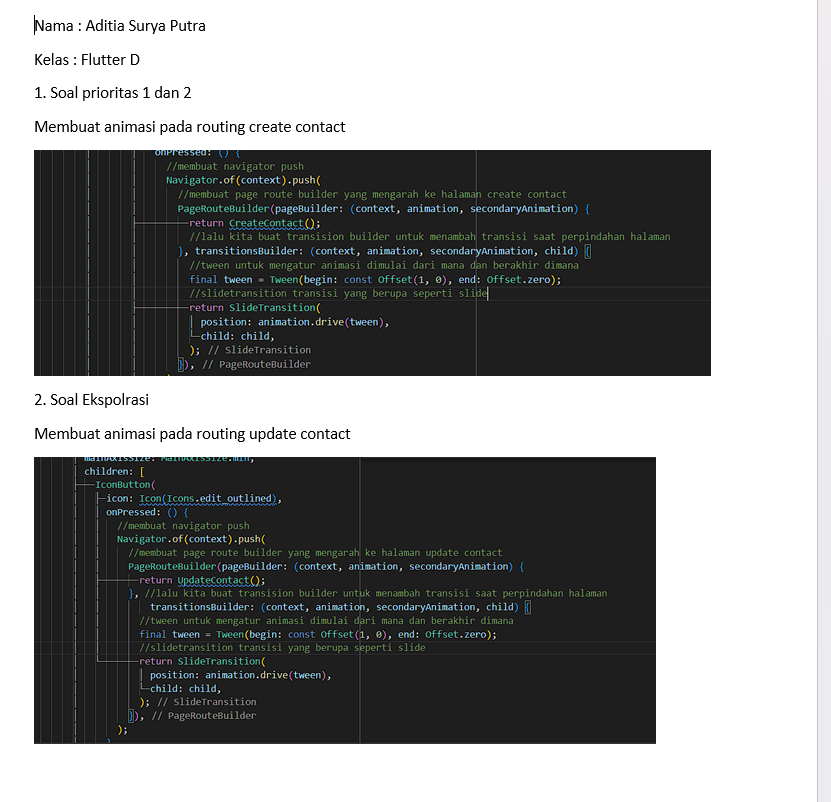 Nama : Aditia Surya Putra
Kelas : Flutter D
1. Soal prioritas 1 dan 2
Membuat animasi pada routing create contact
onPressed: () {
//membuat navigator push
Navigator.of(context).push(
//membuat page route builder yang mengarah ke halaman create contact
PageRouteBuilder(pageBuilder: (context, animation, secondaryAnimation) {
return CreateContact();
//lalu kita buat transision builder untuk menambah transisi saat perpindahan halaman
}, transitionsBuilder: (context, animation, secondaryAnimation, child) {
//tween untuk mengatur animasi dimulai dari mana dan berakhir dimana
final tween = Tween(begin: const Offset(1, 0), end: Offset.zero);
//slidetransition transisi yang berupa seperti slide
return SlideTransition(
position: animation.drive(tween),
child: child,
); // SlideTransition
}), // PageRouteBuilder
2. Soal Ekspolrasi
Membuat animasi pada routing update contact
mainAxisSize: MainAxisSize.min,
children: [
IconButton(
icon: Icon(Icons.edit_outlined),
onPressed: () {
//membuat navigator push
Navigator.of(context).push(
//membuat page route builder yang mengarah ke halaman update contact
PageRouteBuilder(pageBuilder: (context, animation, secondaryAnimation) {
return UpdateContact();
}, //lalu kita buat transision builder untuk menambah transisi saat perpindahan halaman
transitionsBuilder: (context, animation, secondaryAnimation, child) {
//tween untuk mengatur animasi dimulai dari mana dan berakhir dimana
final tween = Tween(begin: const Offset(1, 0), end: Offset.zero);
//slidetransition transisi yang berupa seperti slide
return SlideTransition(
position: animation.drive(tween),
child: child,
); // SlideTransition
}), // PageRouteBuilder
);